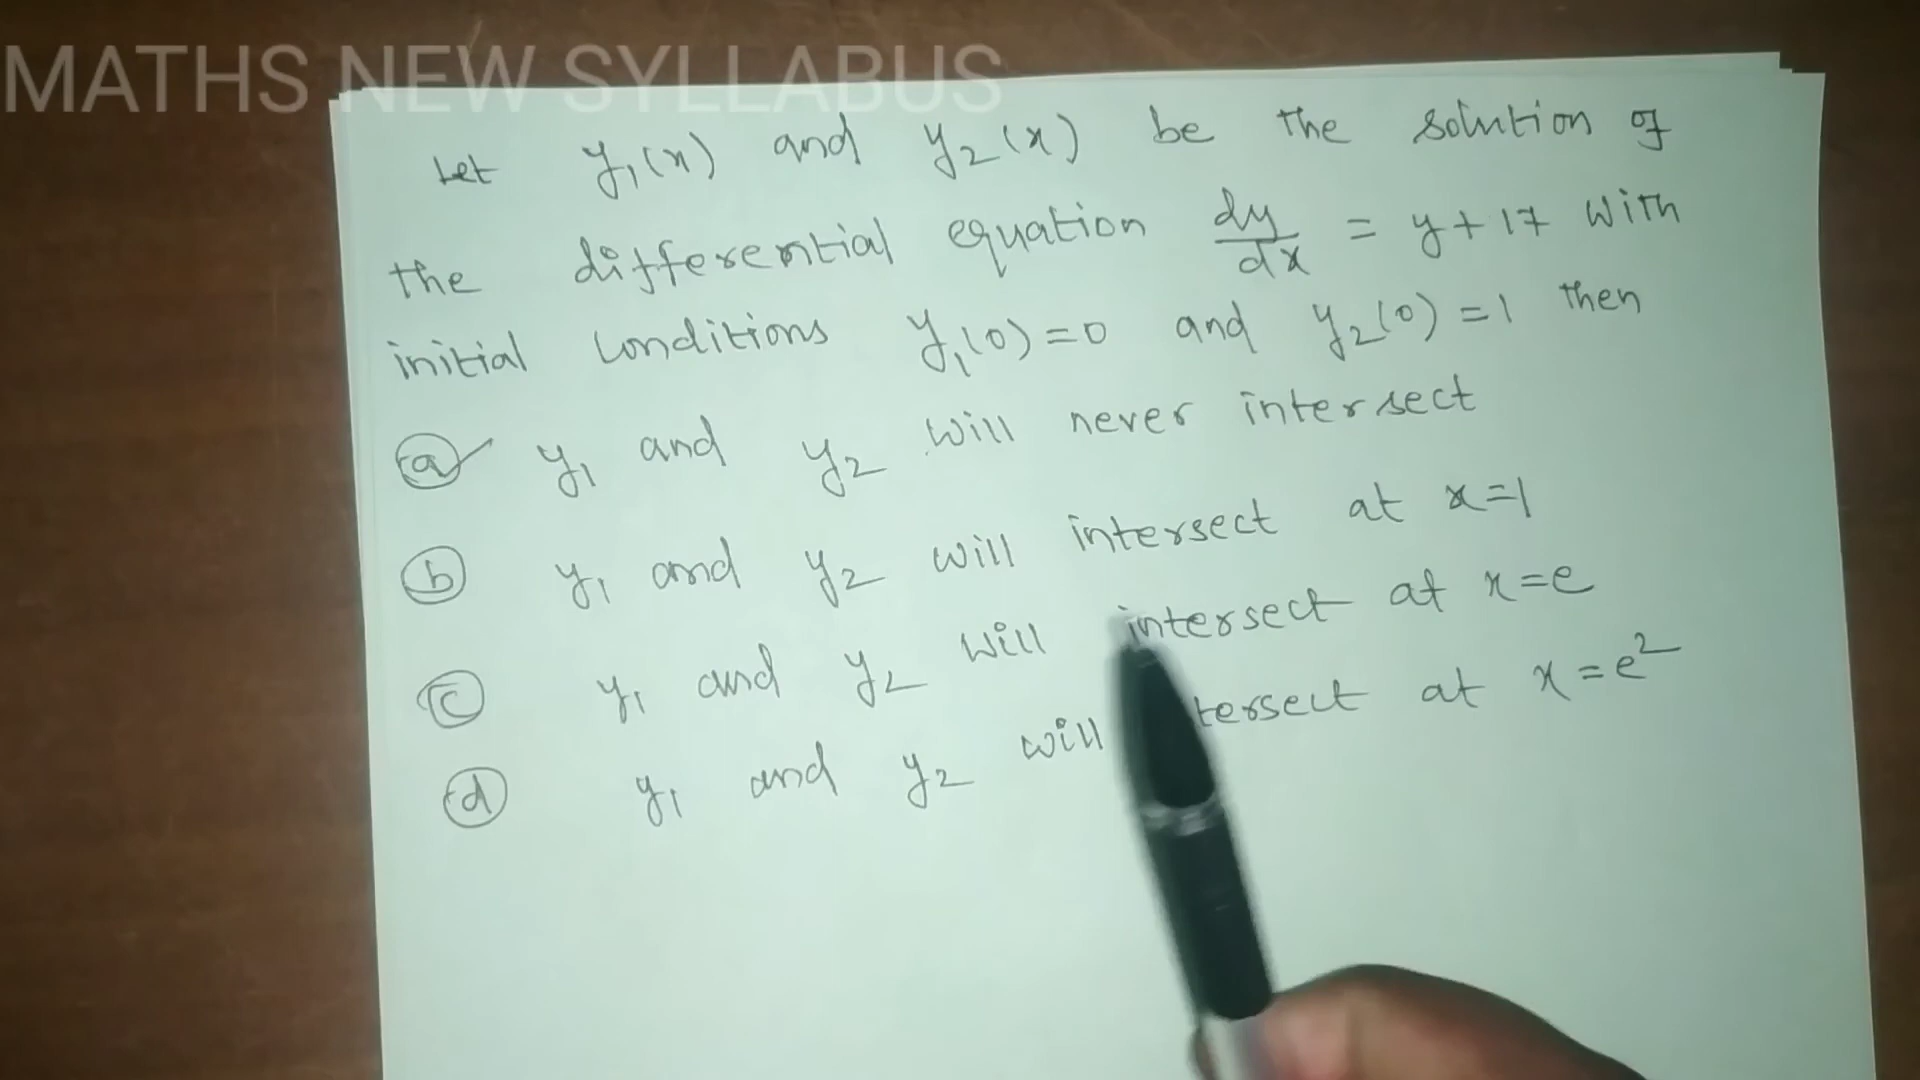 MATHS NEW SYLLABUS
Let y₁(x) and y₂(x) be the solution of
the differential equation dy/dx = y + 17 with
initial conditions y₁(0) = 0 and y₂(0) = 1 then
(a) y₁ and y₂ will never intersect
(b) y₁ and y₂ will intersect at x=1
(c) y₁ and y₂ will intersect at x=e
(d) y₁ and y₂ will tersect at x=e²